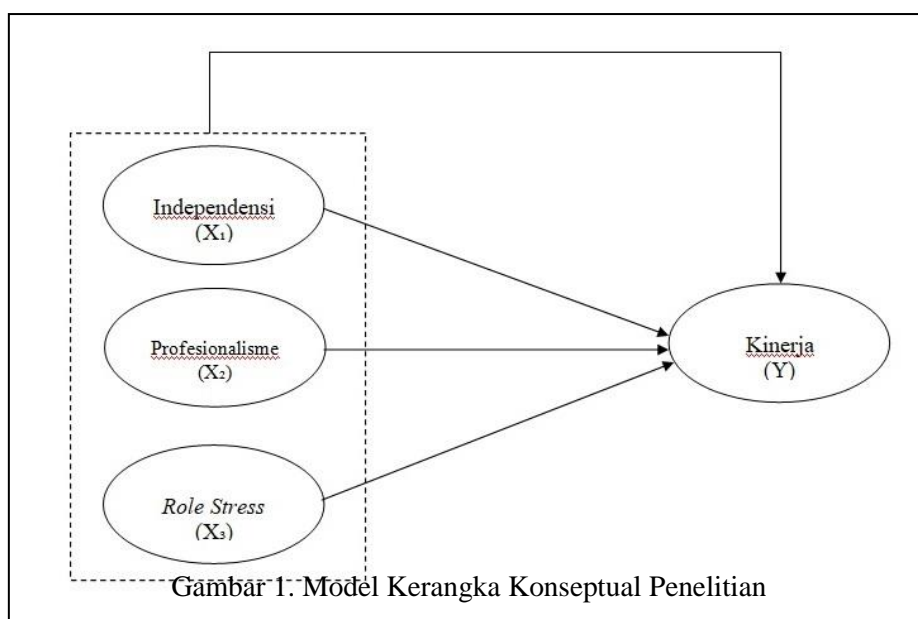 Independensi
(X₁)
Profesionalisme
(X₂)
Kinerja
(Y)
Role Stress
(X₃)
Gambar 1. Model Kerangka Konseptual Penelitian